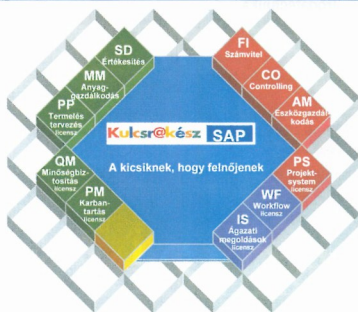 SD
Értékesítés
MM
Anyag-
gazdálkodás
PP
Termelés
tervezés
licensz
FI
Számvitel
CO
Controlling
AM
Eszközgazdál
kodás
Kulcsr@kész SAP
A kicsiknek, hogy felnőjenek
QM
Minőségbiz-
tosítás
licensz
PM
Karban-
tartás
licensz
PS
Projekt-
system
licensz
WF
Workflow
licensz
IS
Ágazati
megoldások
licensz